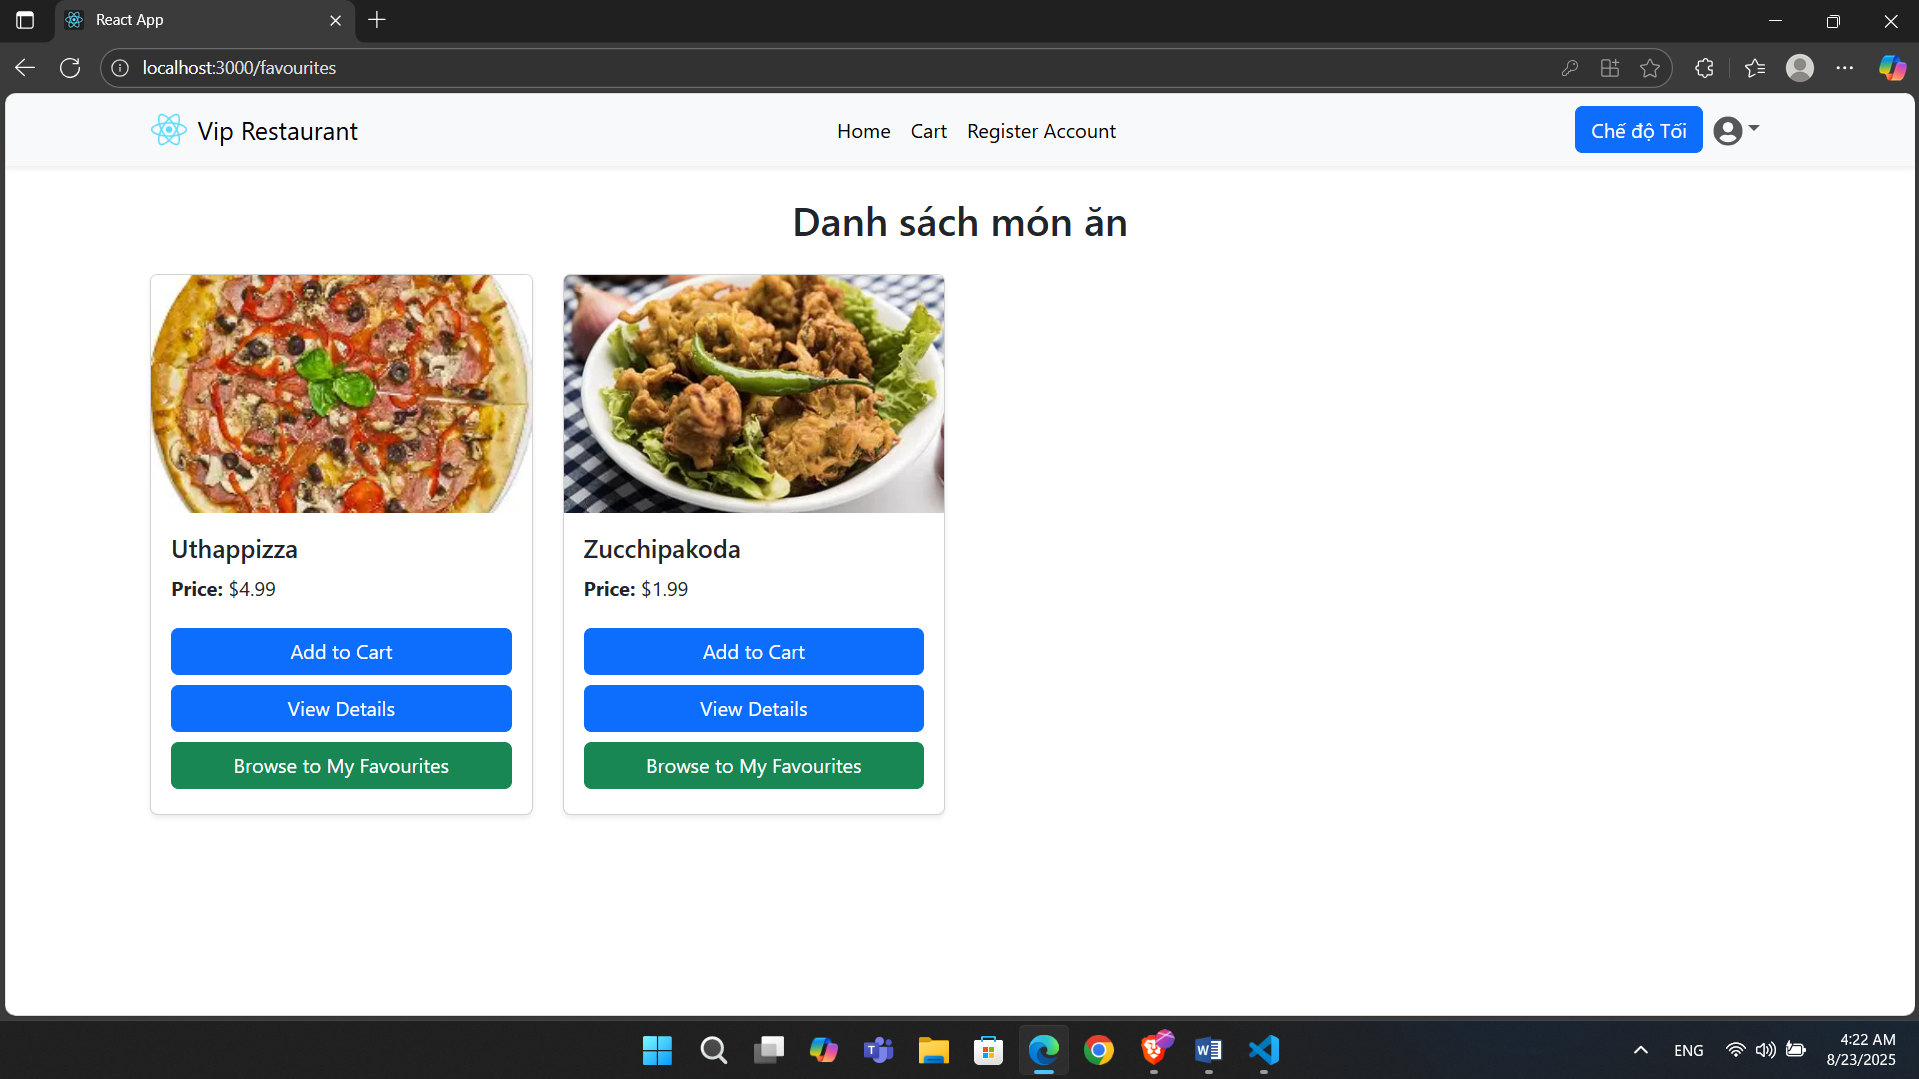 React App
localhost:3000/favourites
Vip Restaurant
Home Cart Register Account
Chế độ Tối
Danh sách món ăn
Uthappizza
Price: $4.99
Add to Cart
View Details
Browse to My Favourites
Zucchipakoda
Price: $1.99
Add to Cart
View Details
Browse to My Favourites
ENG
4:22 AM
8/23/2025